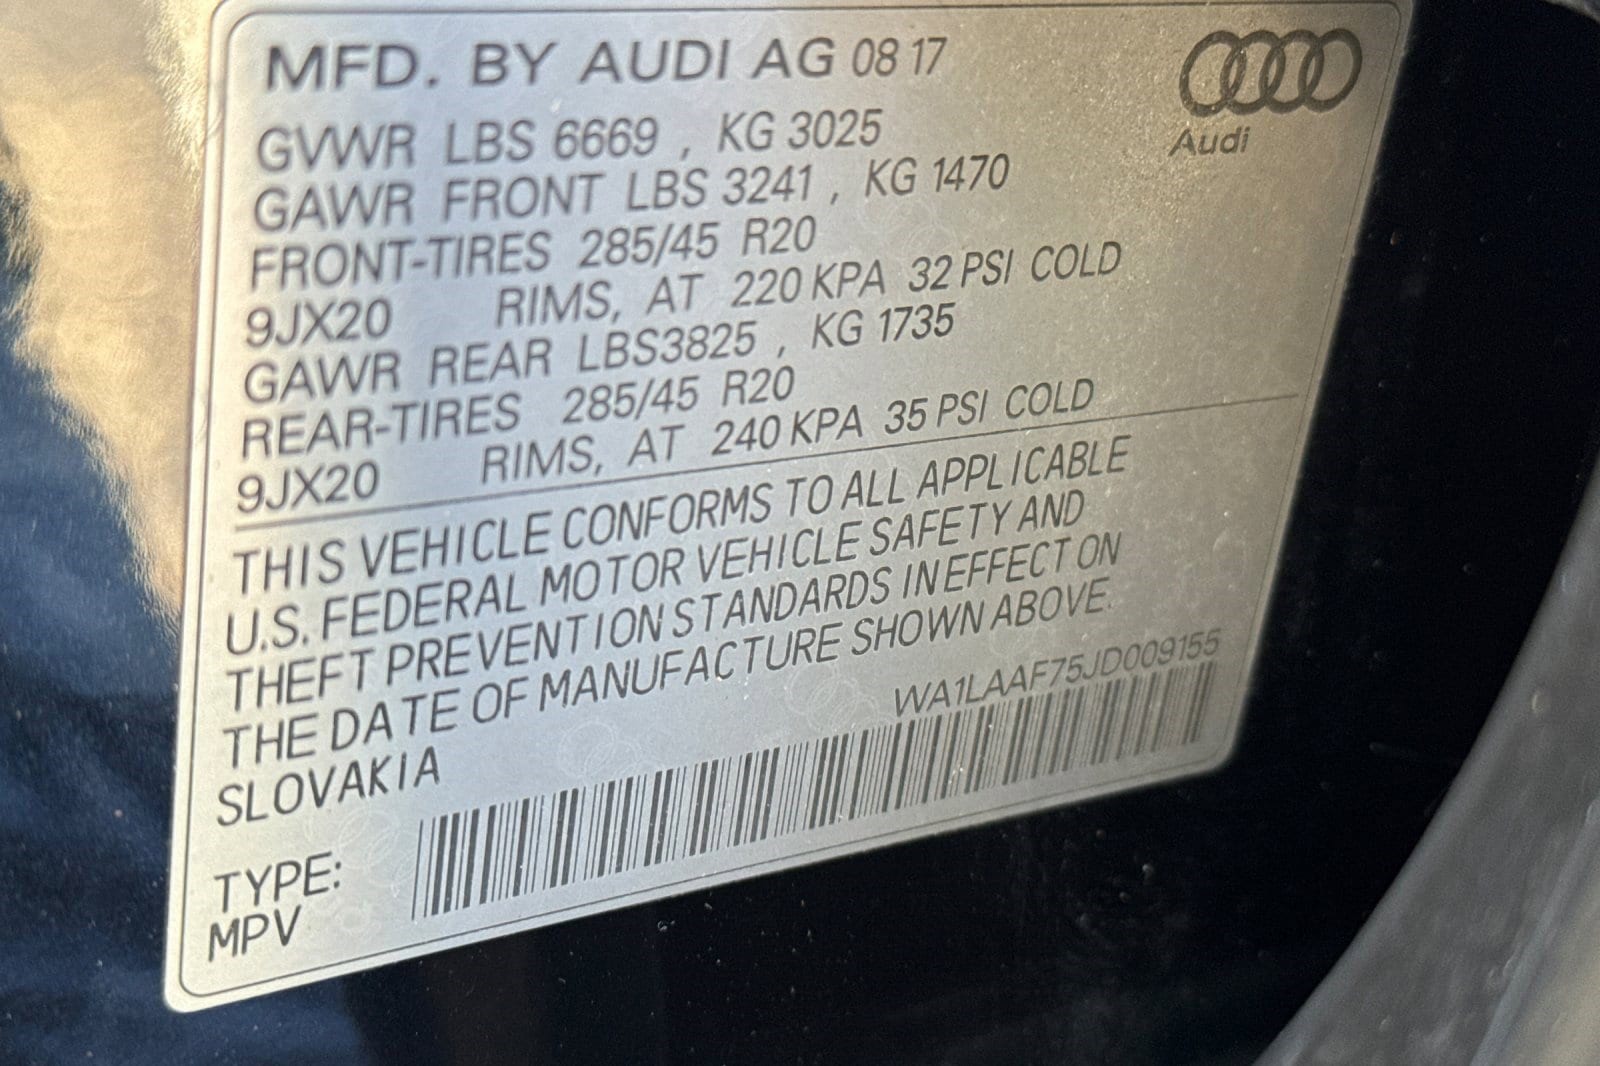 MFD. BY AUDI AG 08 17
Audi
GVWR LBS 6669 , KG 3025
GAWR FRONT LBS 3241 , KG 1470
FRONT-TIRES 285/45 R20
9JX20 RIMS, AT 220 KPA 32 PSI COLD
GAWR REAR LBS3825 , KG 1735
REAR-TIRES 285/45 R20
9JX20 RIMS, AT 240 KPA 35 PSI COLD
THIS VEHICLE CONFORMS TO ALL APPLICABLE
U.S. FEDERAL MOTOR VEHICLE SAFETY AND
THEFT PREVENTION STANDARDS IN EFFECT ON
THE DATE OF MANUFACTURE SHOWN ABOVE.
SLOVAKIA
WA1LAAF75JD009155
TYPE:
MPV